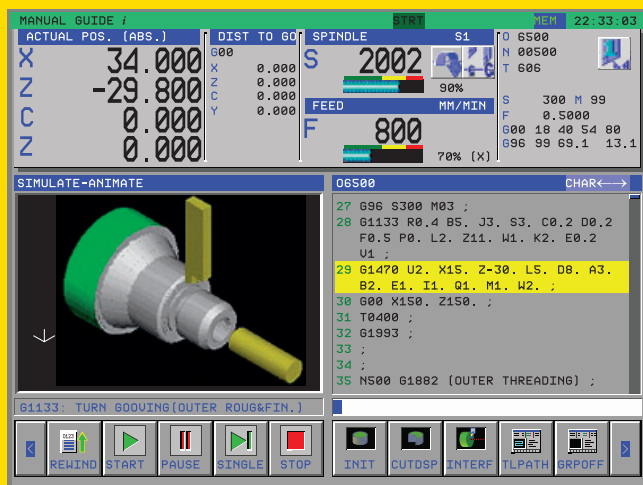 MANUAL GUIDE i STRT MEM 22:33:03
ACTUAL POS. (ABS.)
X 34.000
Z -29.800
C 0.000
Z 0.000
DIST TO GO
G00
X 0.000
Z 0.000
C 0.000
Y 0.000
SPINDLE S1
S 2002
90%
FEED MM/MIN
F 800
70% (X)
O 6500
N 00500
T 606
S 300 M 99
F 0.5000
G00 18 40 54 80
G96 99 69.1 13.1
SIMULATE-ANIMATE
G1133: TURN GOOVING(OUTER ROUG&FIN.)
O6500 CHAR←→
27 G96 S300 M03 ;
28 G1133 R0.4 B5. J3. S3. C0.2 D0.2
F0.5 P0. L2. Z11. W1. K2. E0.2
V1 ;
29 G1470 U2. X15. Z-30. L5. D8. A3.
B2. E1. I1. Q1. M1. W2. ;
30 G00 X150. Z150. ;
31 T0400 ;
32 G1993 ;
33 ;
34 ;
35 N500 G1882 (OUTER THREADING) ;
< REWIND START PAUSE SINGLE STOP INIT CUTDSP INTERF TLPATH GRPOFF >